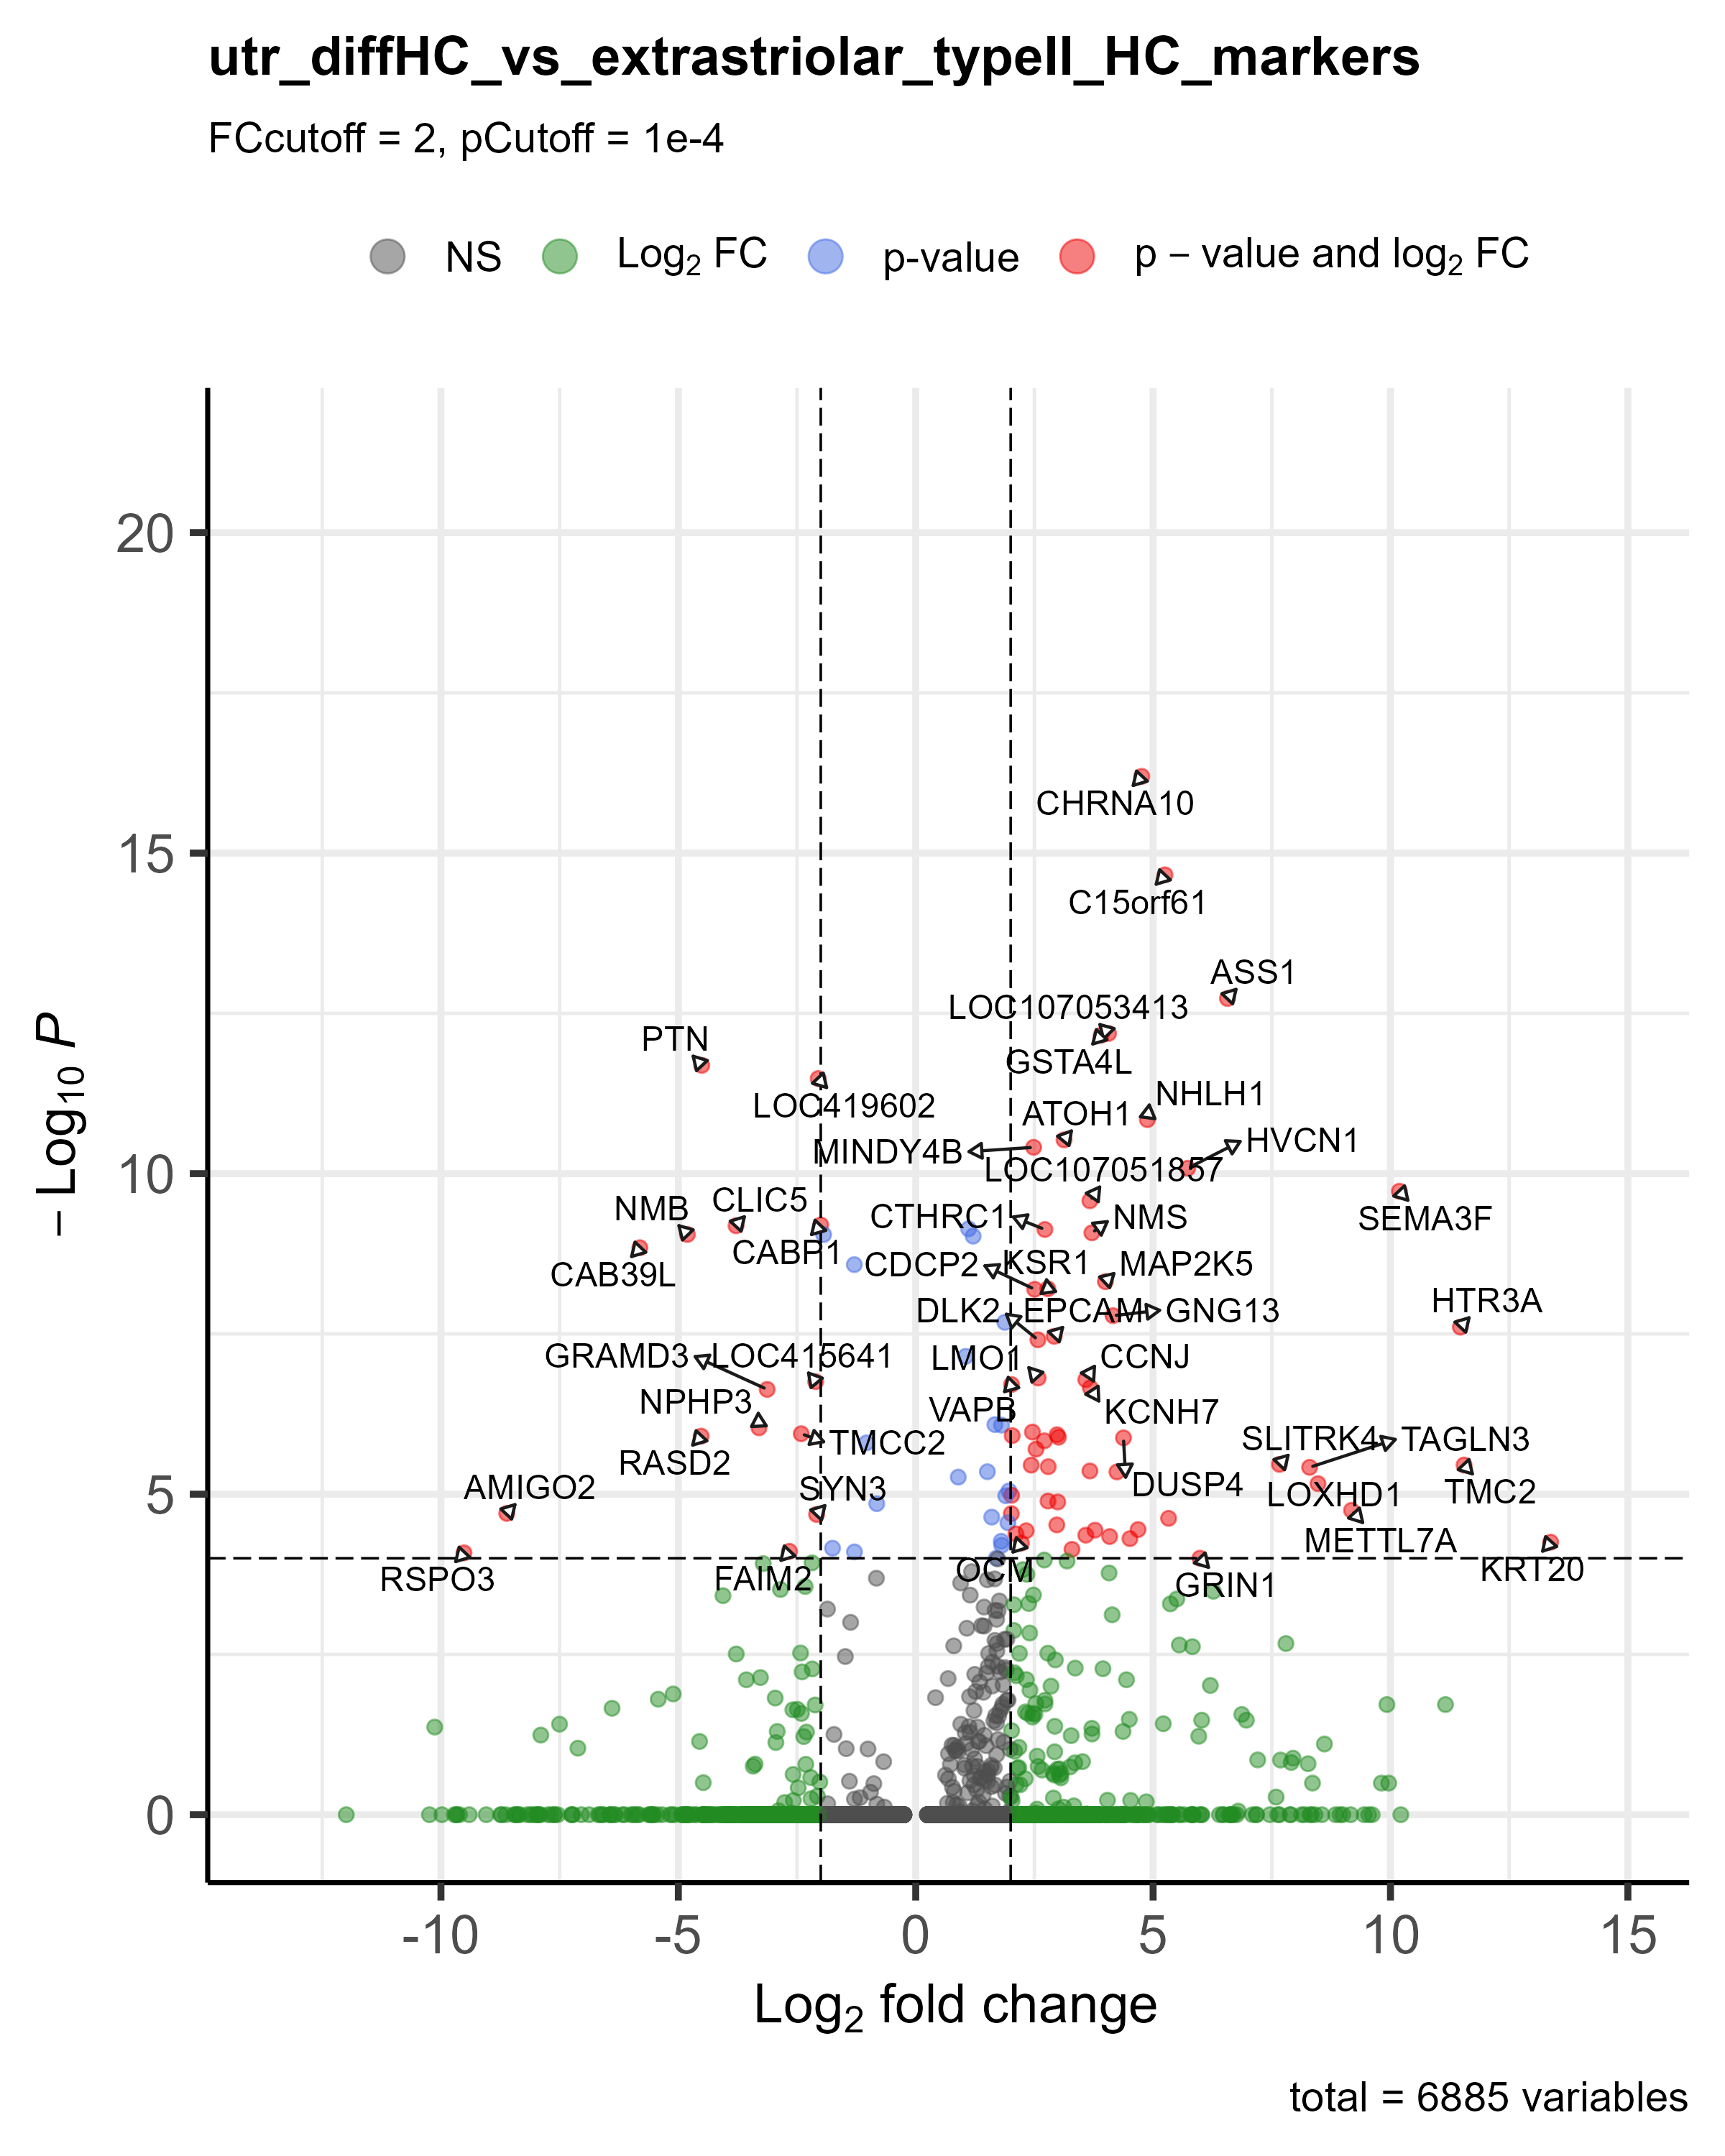 utr_diffHC_vs_extrastriolar_typeII_HC_markers
FCcutoff = 2, pCutoff = 1e-4
NS Log₂ FC p-value p − value and log₂ FC
− Log₁₀ P
20
15
10
5
0
CHRNA10
C15orf61
ASS1
LOC107053413
PTN
GSTA4L
NHLH1
LOC419602
ATOH1
HVCN1
MINDY4B
LOC107051857
NMB
CLIC5
CTHRC1
NMS
SEMA3F
CABP1
CAB39L
CDCP2
KSR1
MAP2K5
HTR3A
DLK2
EPCAM
GNG13
GRAMD3
LOC415641
LMO1
CCNJ
NPHP3
VAPB
KCNH7
RASD2
TMCC2
SLITRK4
TAGLN3
AMIGO2
SYN3
DUSP4
LOXHD1
TMC2
METTL7A
RSPO3
FAIM2
OCM
GRIN1
KRT20
-10 -5 0 5 10 15
Log₂ fold change
total = 6885 variables